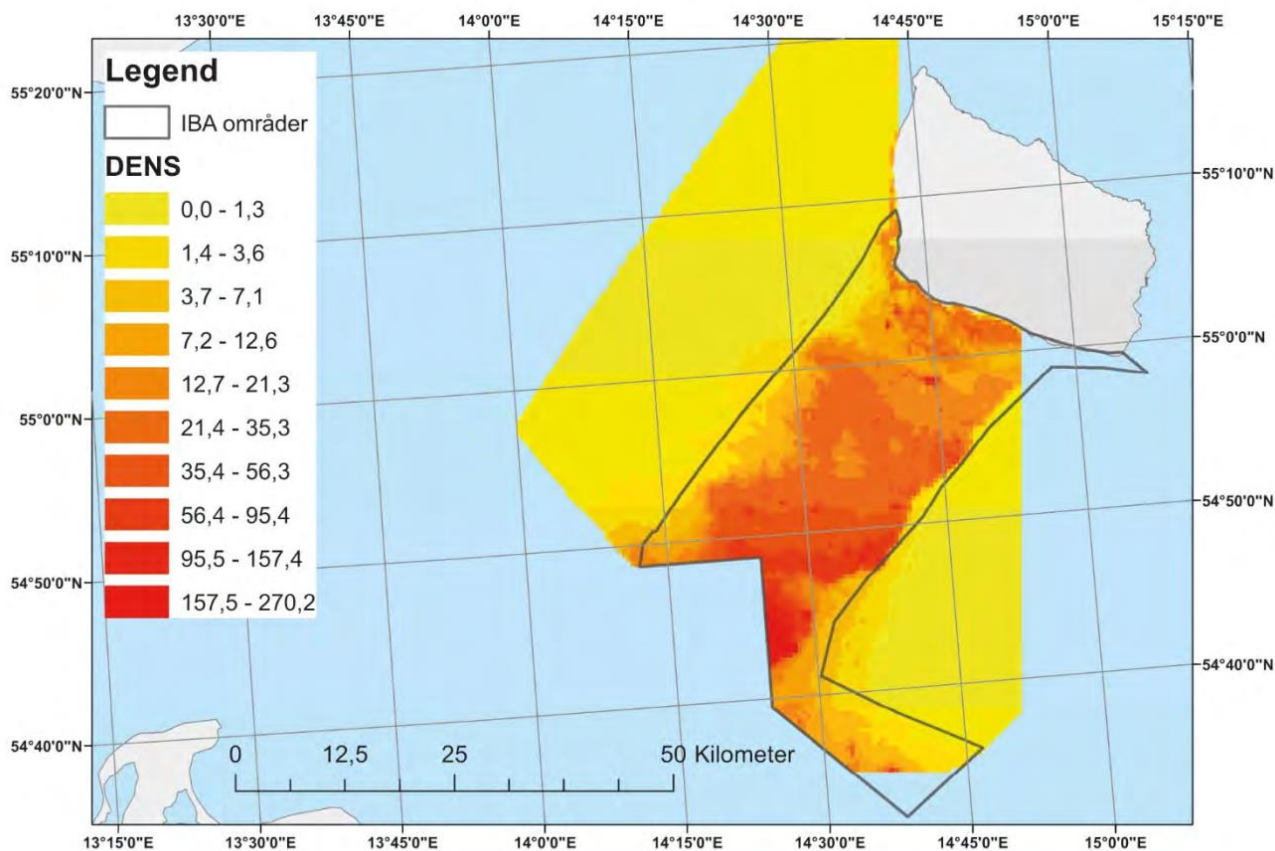 13°30'0"E 13°45'0"E 14°0'0"E 14°15'0"E 14°30'0"E 14°45'0"E 15°0'0"E 15°15'0"E
Legend
IBA områder
DENS
0,0 - 1,3
1,4 - 3,6
3,7 - 7,1
7,2 - 12,6
12,7 - 21,3
21,4 - 35,3
35,4 - 56,3
56,4 - 95,4
95,5 - 157,4
157,5 - 270,2
55°20'0"N
55°10'0"N
55°0'0"N
54°50'0"N
54°40'0"N
55°10'0"N
55°0'0"N
54°50'0"N
54°40'0"N
0 12,5 25 50 Kilometer
13°15'0"E 13°30'0"E 13°45'0"E 14°0'0"E 14°15'0"E 14°30'0"E 14°45'0"E 15°0'0"E